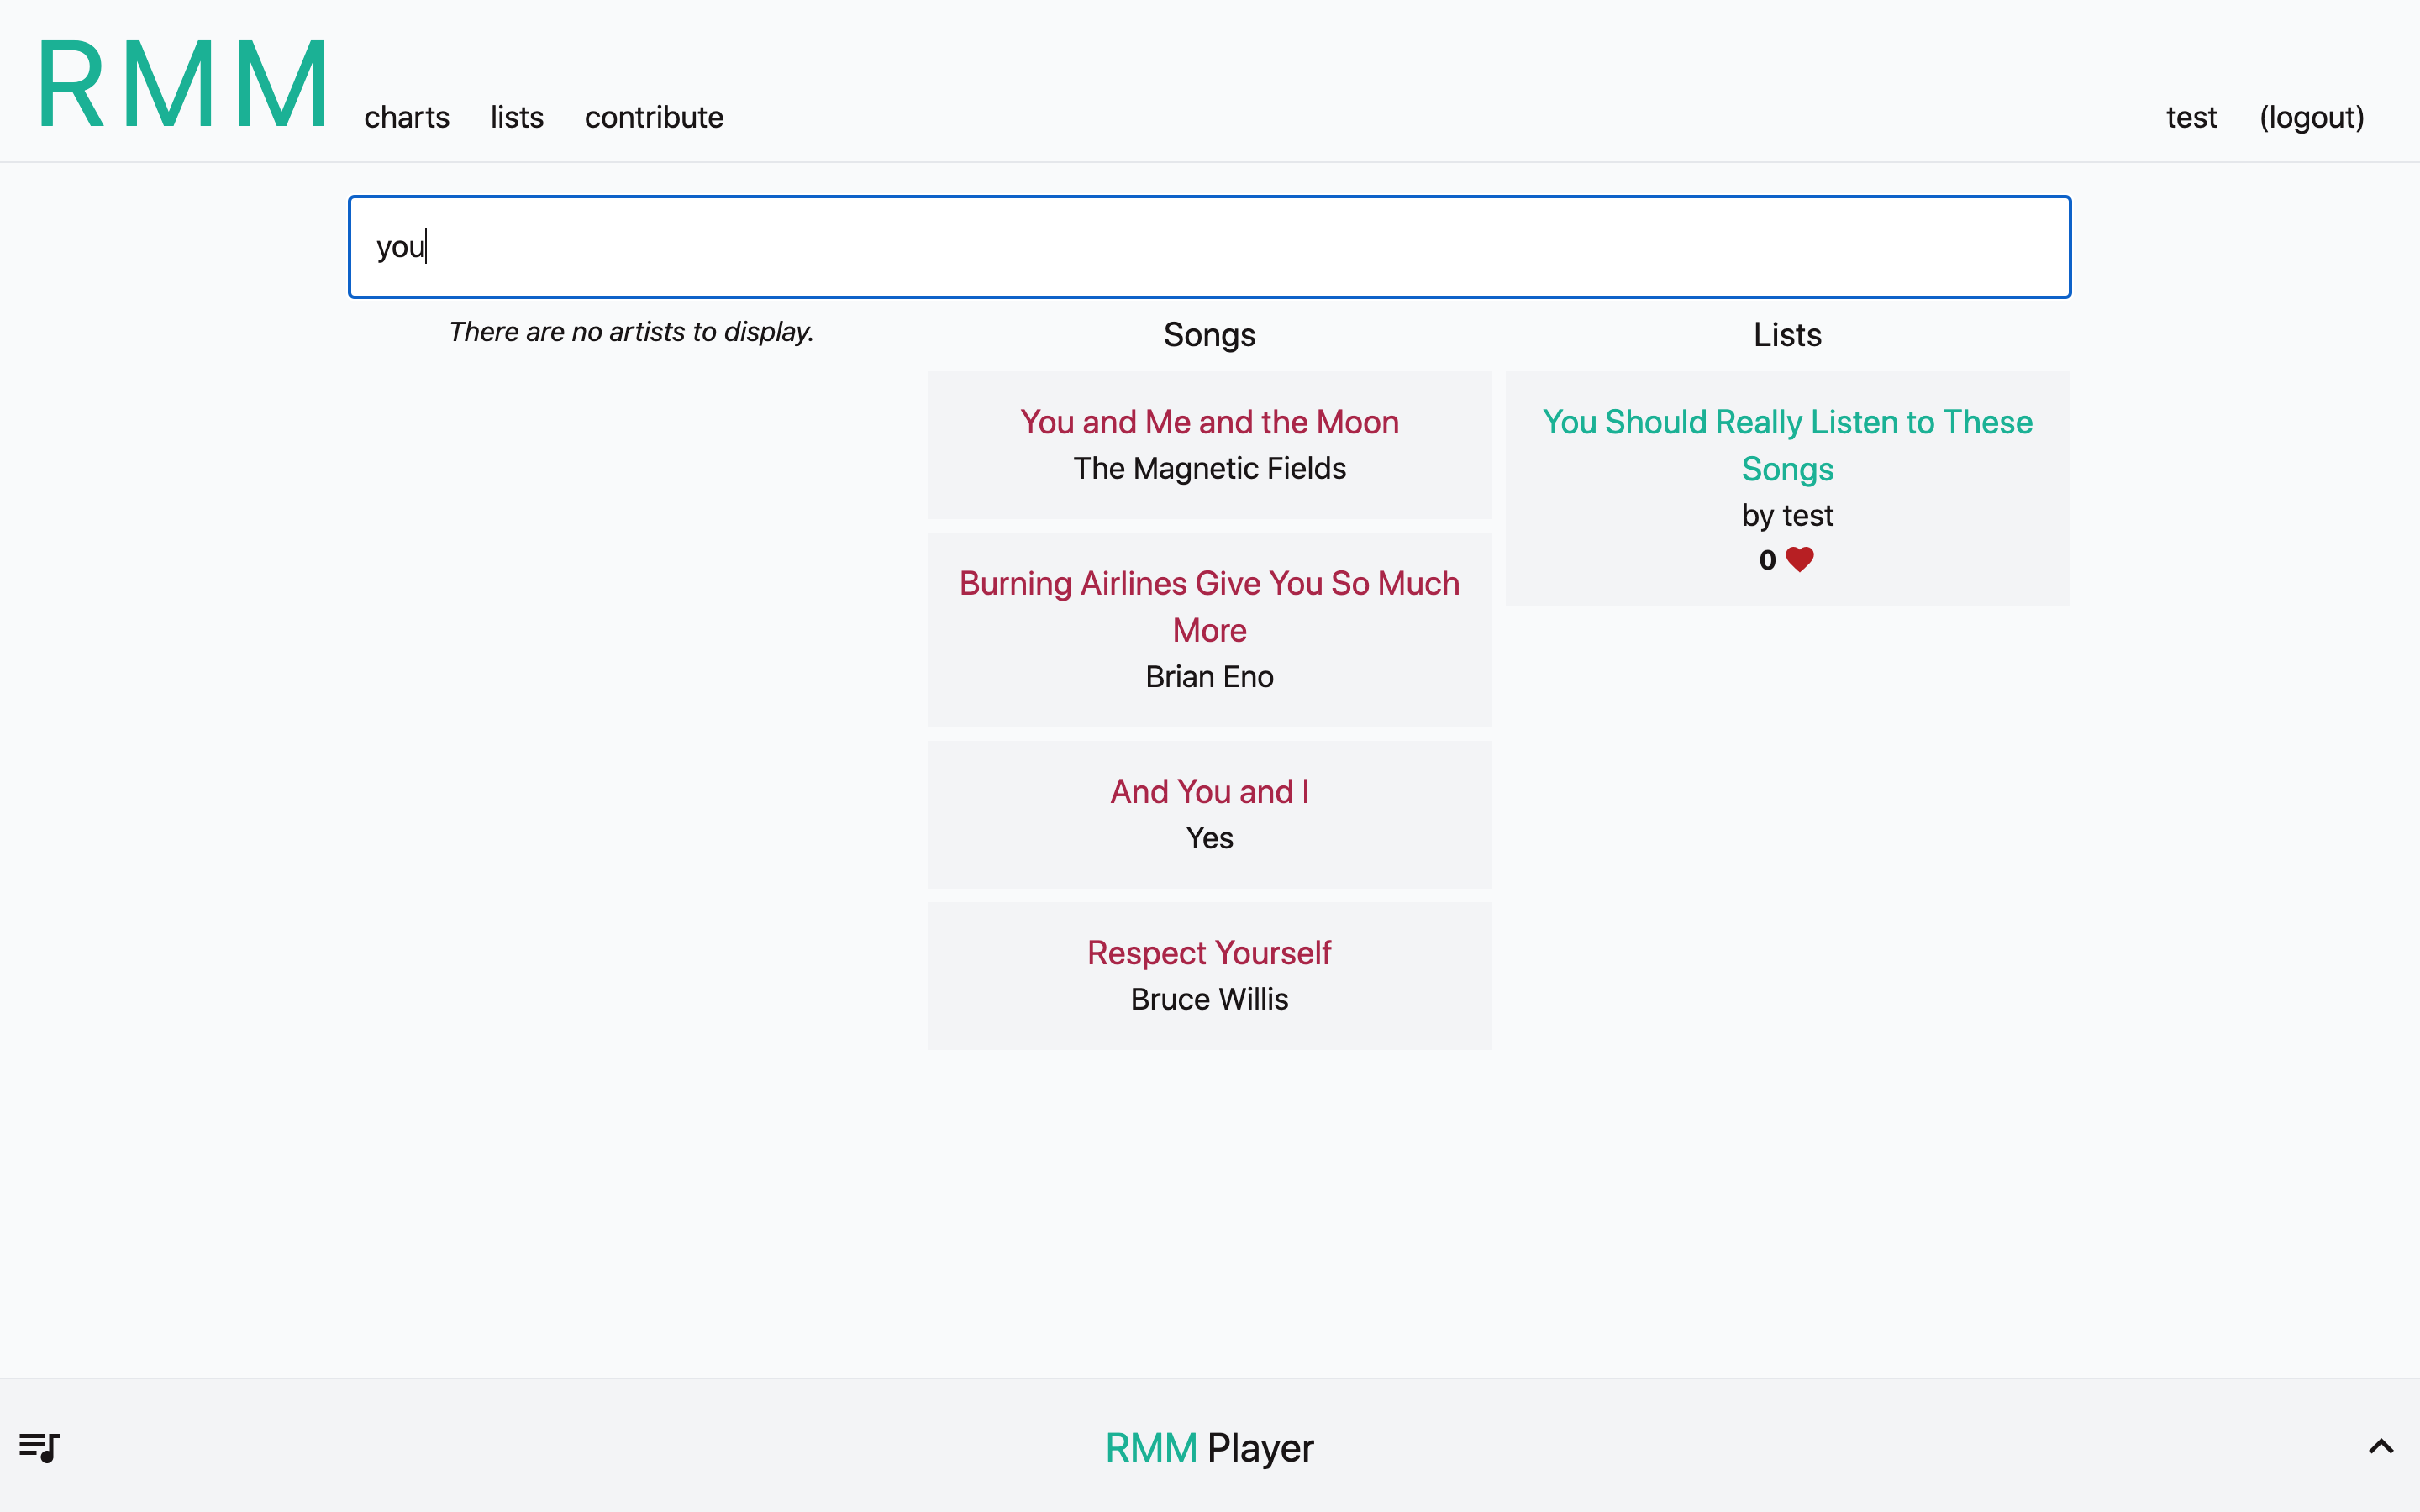 RMM
charts lists contribute
test (logout)
you
There are no artists to display.
Songs
You and Me and the Moon
The Magnetic Fields
Burning Airlines Give You So Much
More
Brian Eno
And You and I
Yes
Respect Yourself
Bruce Willis
Lists
You Should Really Listen to These
Songs
by test
0
RMM Player